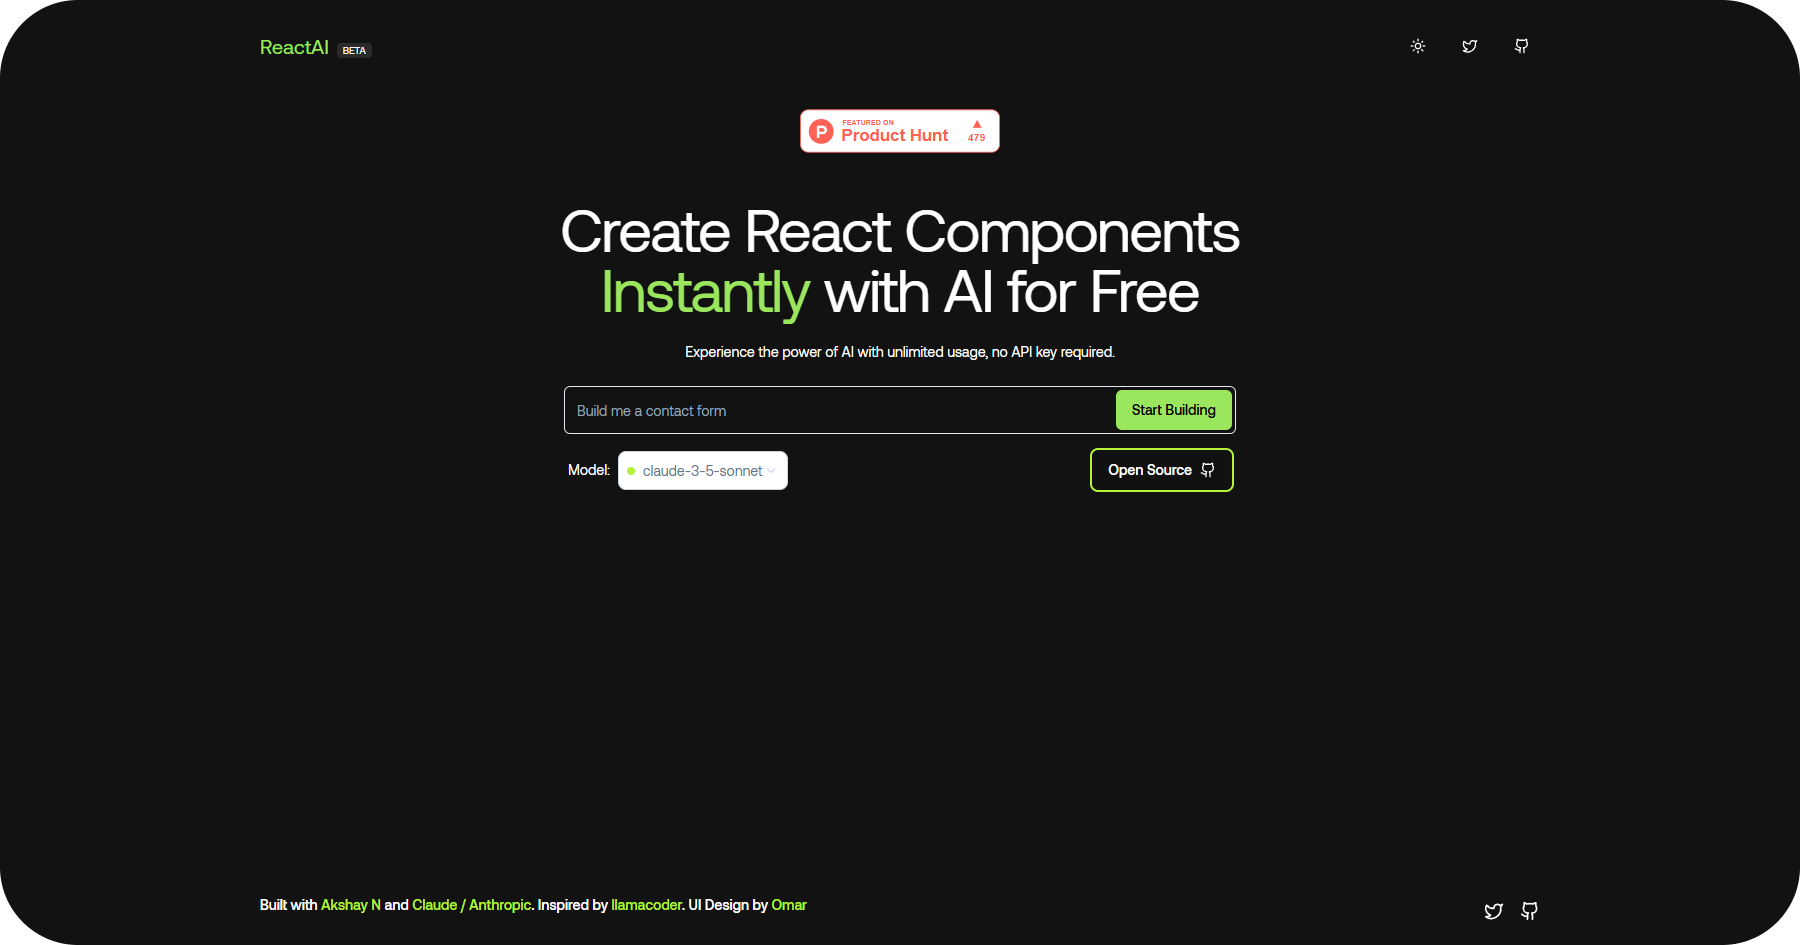 ReactAI BETA
FEATURED ON
Product Hunt
479
Create React Components
Instantly with AI for Free
Experience the power of AI with unlimited usage, no API key required.
Build me a contact form
Start Building
Model: claude-3-5-sonnet
Open Source
Built with Akshay N and Claude / Anthropic. Inspired by llamacoder. UI Design by Omar